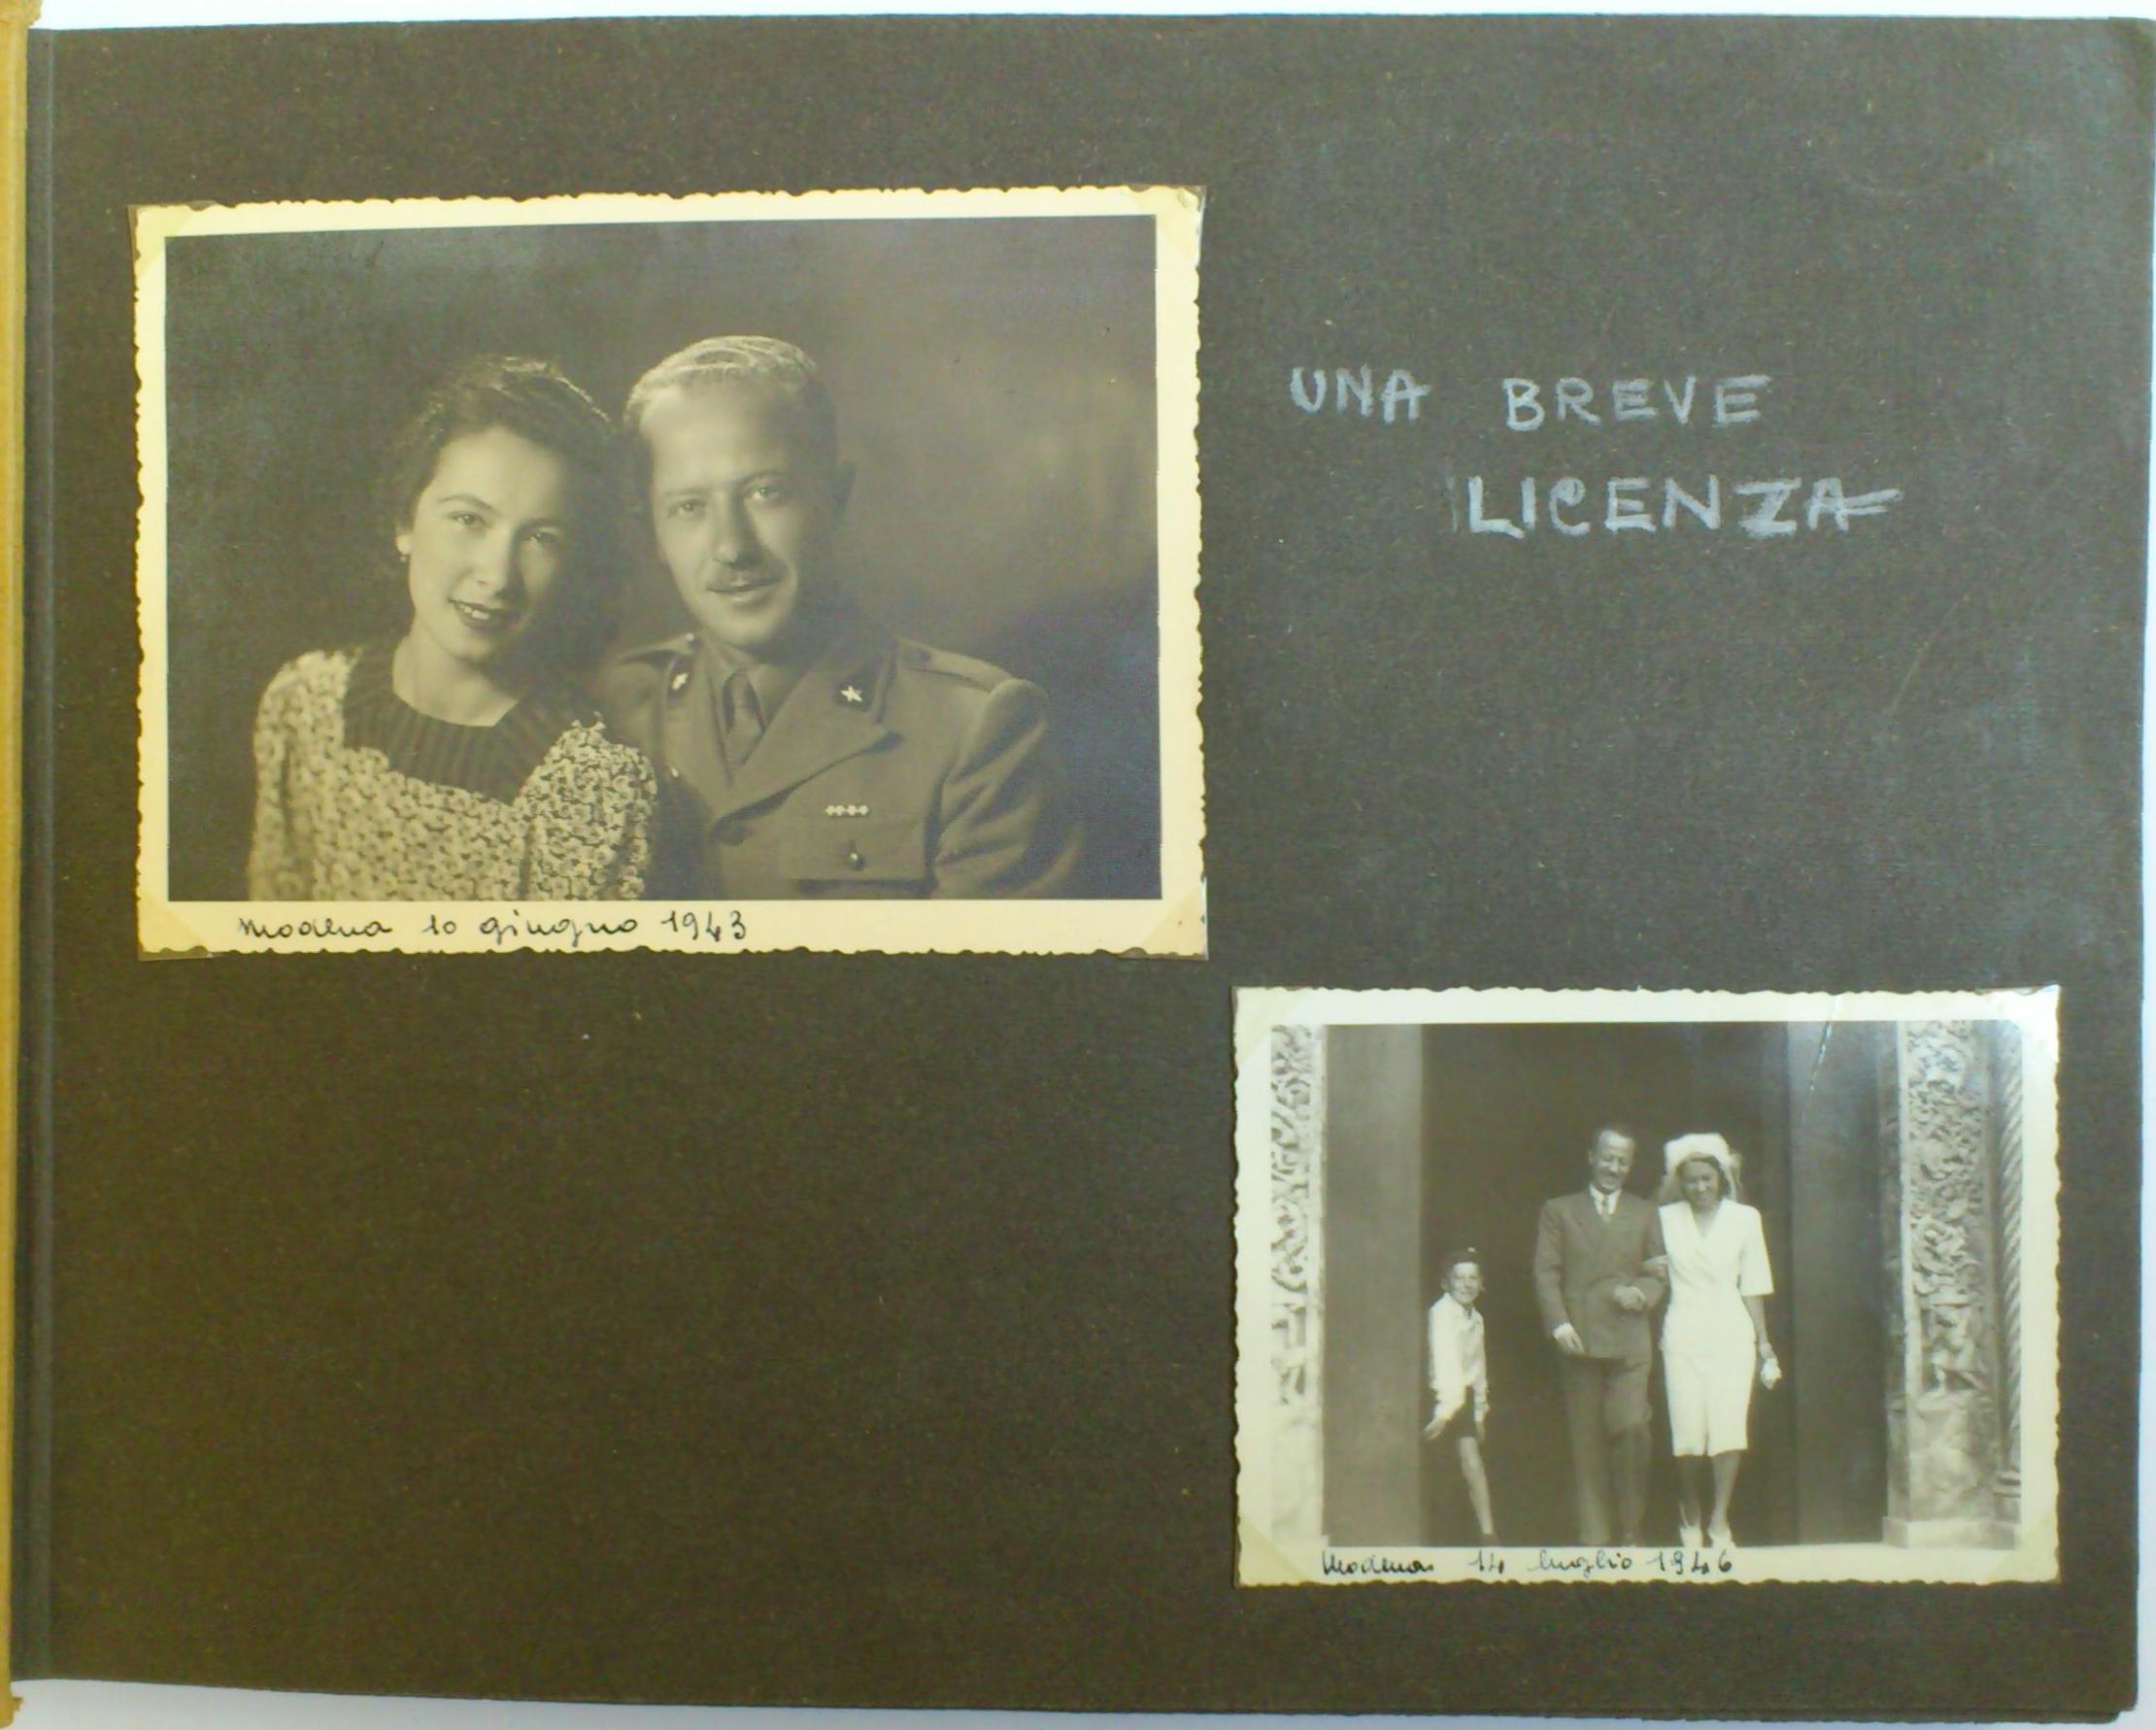 UNA BREVE
LICENZA
Modena 10 giugno 1943
Modena 14 luglio 1946